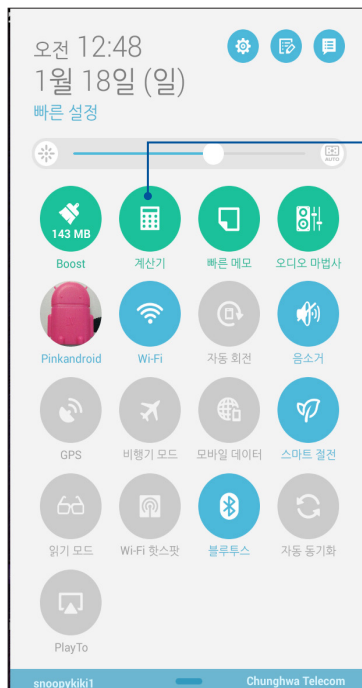 오전 12:48
1월 18일 (일)
빠른 설정
AUTO
143 MB
Boost 계산기 빠른 메모 오디오 마법사
Pinkandroid Wi-Fi 자동 회전 음소거
GPS 비행기 모드 모바일 데이터 스마트 절전
읽기 모드 Wi-Fi 핫스팟 블루투스 자동 동기화
PlayTo
snoopykiki1 Chunghwa Telecom